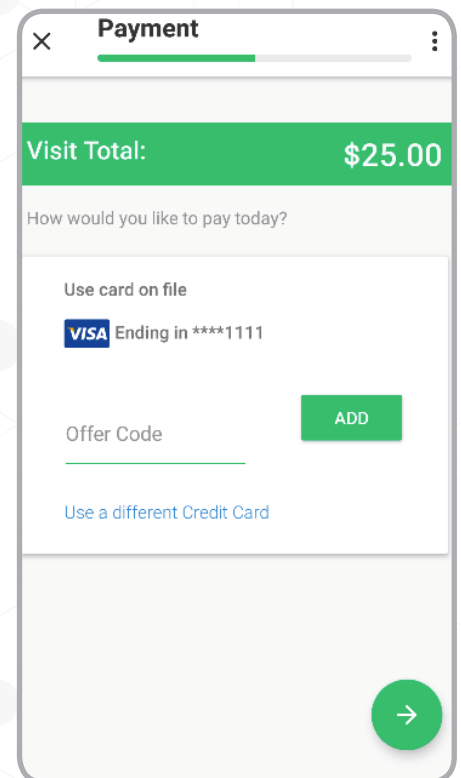 Payment
Visit Total: $25.00
How would you like to pay today?
Use card on file
VISA Ending in ****1111
Offer Code ADD
Use a different Credit Card